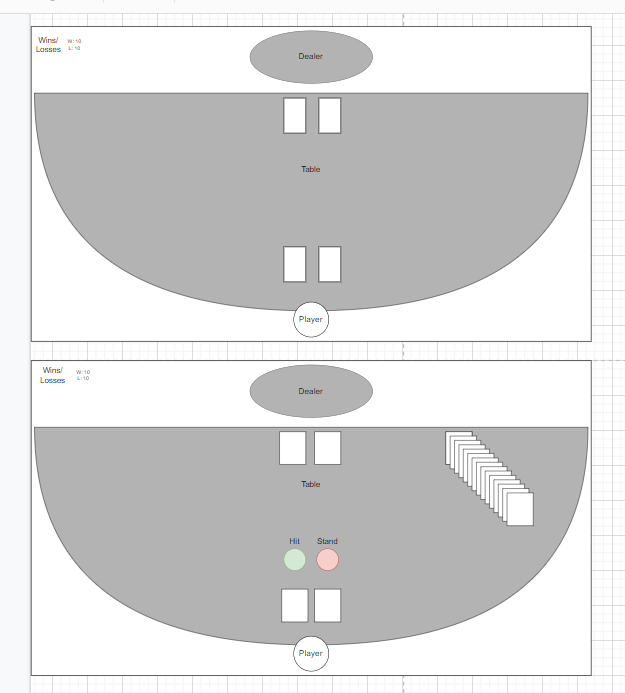 Wins/
Losses
W: 10
L: 10
Dealer
Table
Player
Wins/
Losses
W: 10
L: 10
Dealer
Table
Hit
Stand
Player